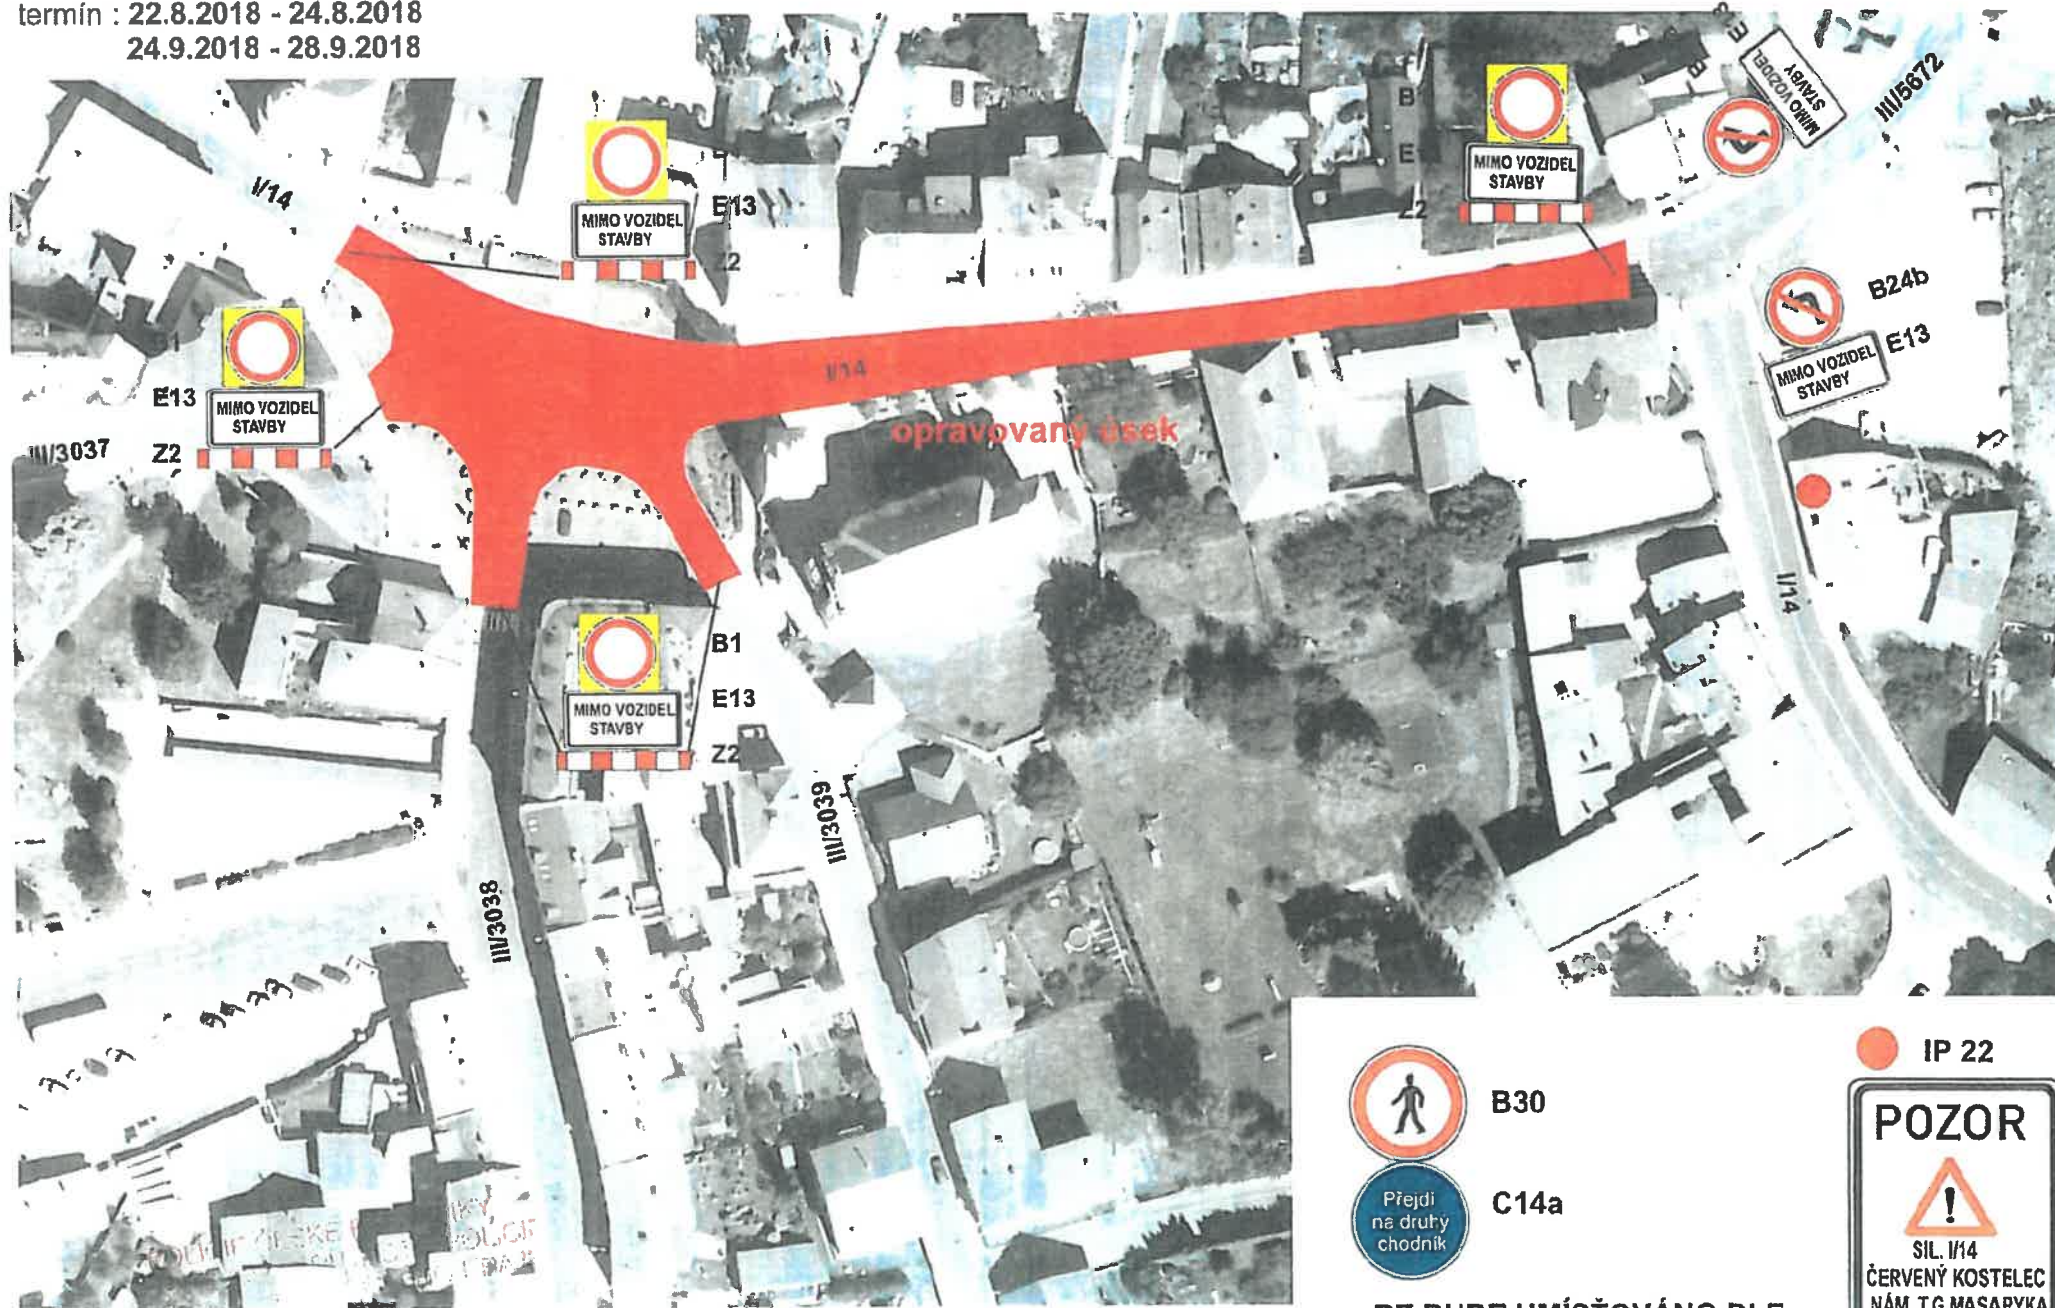 termín : 22.8.2018 - 24.8.2018
24.9.2018 - 28.9.2018
I/14
MIMO VOZIDEL
STAVBY
E13
MIMO VOZIDEL
STAVBY
Z2
MIMO VOZIDEL
STAVBY
III/5672
E13
MIMO VOZIDEL
STAVBY
III/3037
Z2
I/14
opravovaný úsek
B24b
E13
MIMO VOZIDEL
STAVBY
I/14
B1
E13
MIMO VOZIDEL
STAVBY
Z2
III/3039
III/3038
B30
Přejdi
na druhý
chodník
C14a
IP 22
POZOR
!
SIL. I/14
ČERVENÝ KOSTELEC
NÁM. T.G.MASARYKA